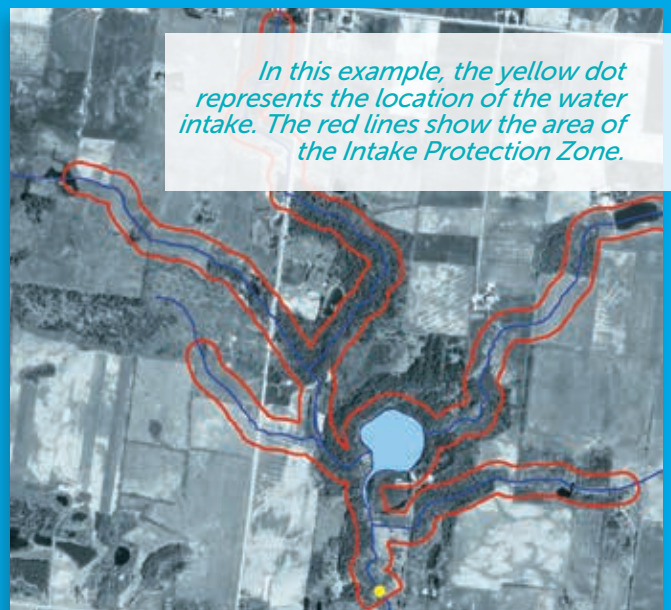 In this example, the yellow dot
represents the location of the water
intake. The red lines show the area of
the Intake Protection Zone.